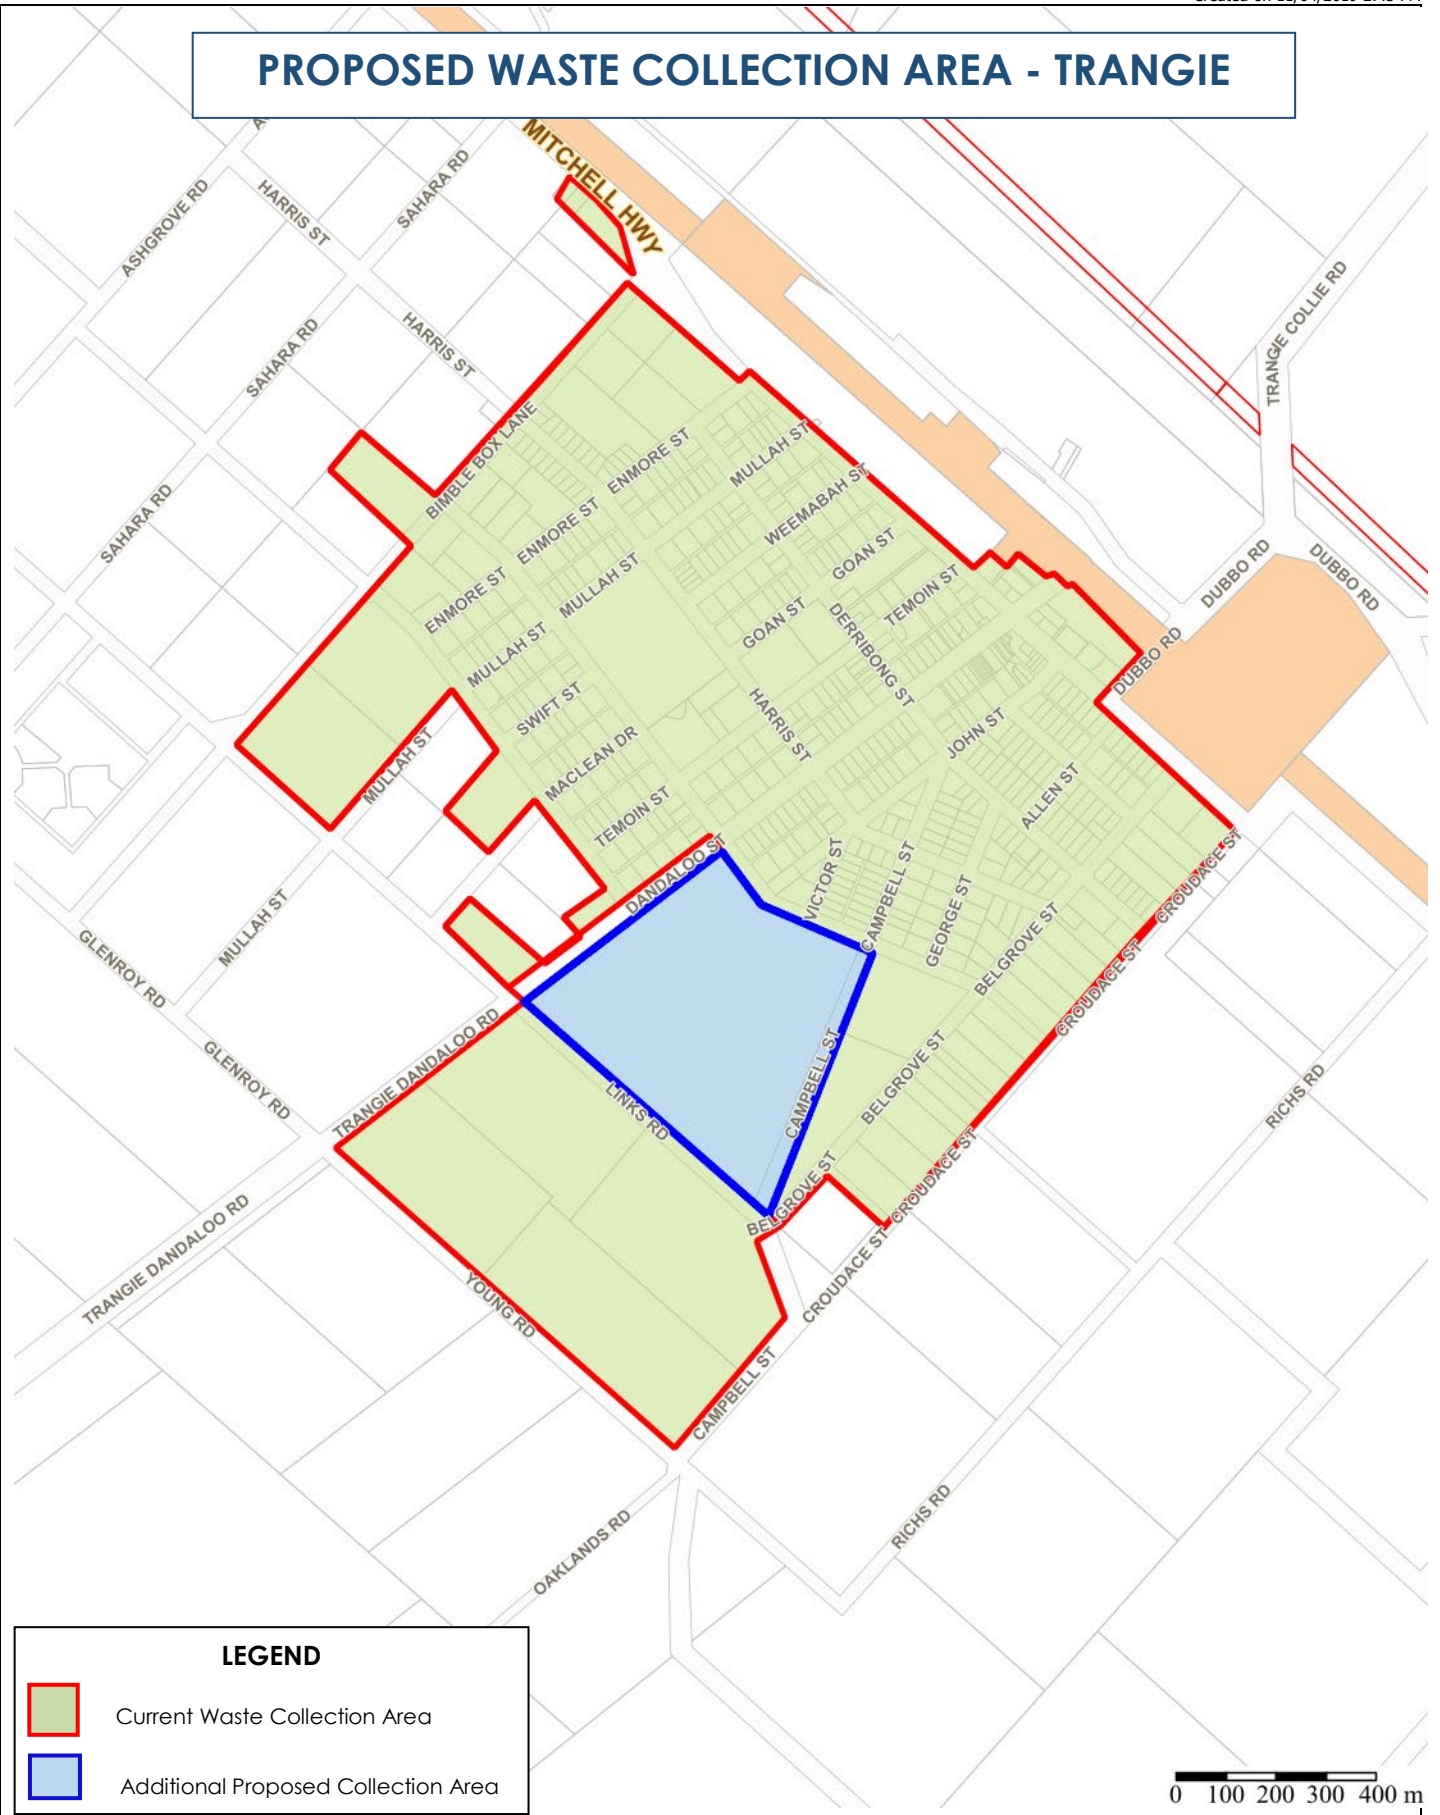 PROPOSED WASTE COLLECTION AREA - TRANGIE
MITCHELL HWY
ASHGROVE RD
HARRIS ST
SAHARA RD
HARRIS ST
SAHARA RD
SAHARA RD
TRANGIE COLLIE RD
BIMBLE BOX LANE
ENMORE ST
MULLAH ST
WEEMABAH ST
ENMORE ST
GOAN ST
ENMORE ST
MULLAH ST
TEMOIN ST
GOAN ST
DERRIBONG ST
DUBBO RD
DUBBO RD
DUBBO RD
MULLAH ST
SWIFT ST
HARRIS ST
JOHN ST
MULLAH ST
MACLEAN DR
TEMOIN ST
ALLEN ST
DANDALOO ST
VICTOR ST
CAMPBELL ST
GEORGE ST
BELGROVE ST
CROUDACE ST
CROUDACE ST
MULLAH ST
GLENROY RD
GLENROY RD
TRANGIE DANDALOO RD
LINKS RD
CAMPBELL ST
BELGROVE ST
RICHS RD
BELGROVE ST
CROUDACE ST
CROUDACE ST
TRANGIE DANDALOO RD
YOUNG RD
CAMPBELL ST
OAKLANDS RD
RICHS RD
LEGEND
Current Waste Collection Area
Additional Proposed Collection Area
0 100 200 300 400 m